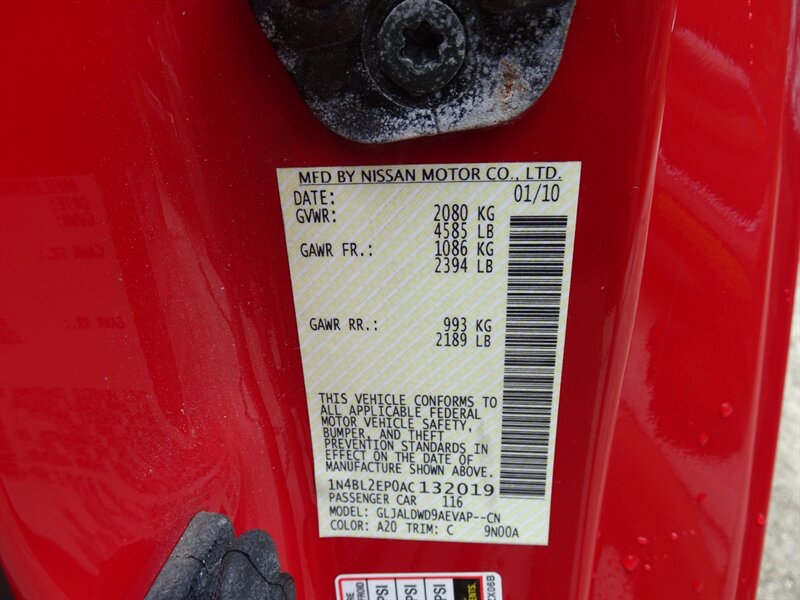 MFD BY NISSAN MOTOR CO., LTD.
DATE: 01/10
GVWR: 2080 KG
4585 LB
GAWR FR.: 1086 KG
2394 LB
GAWR RR.: 993 KG
2189 LB
THIS VEHICLE CONFORMS TO
ALL APPLICABLE FEDERAL
MOTOR VEHICLE SAFETY,
BUMPER, AND THEFT
PREVENTION STANDARDS IN
EFFECT ON THE DATE OF
MANUFACTURE SHOWN ABOVE.
1N4BL2EP0AC132019
PASSENGER CAR 116
MODEL: GLJALDWD9AEVAP--CN
COLOR: A20 TRIM: C 9N00A
PSI PSI PSI